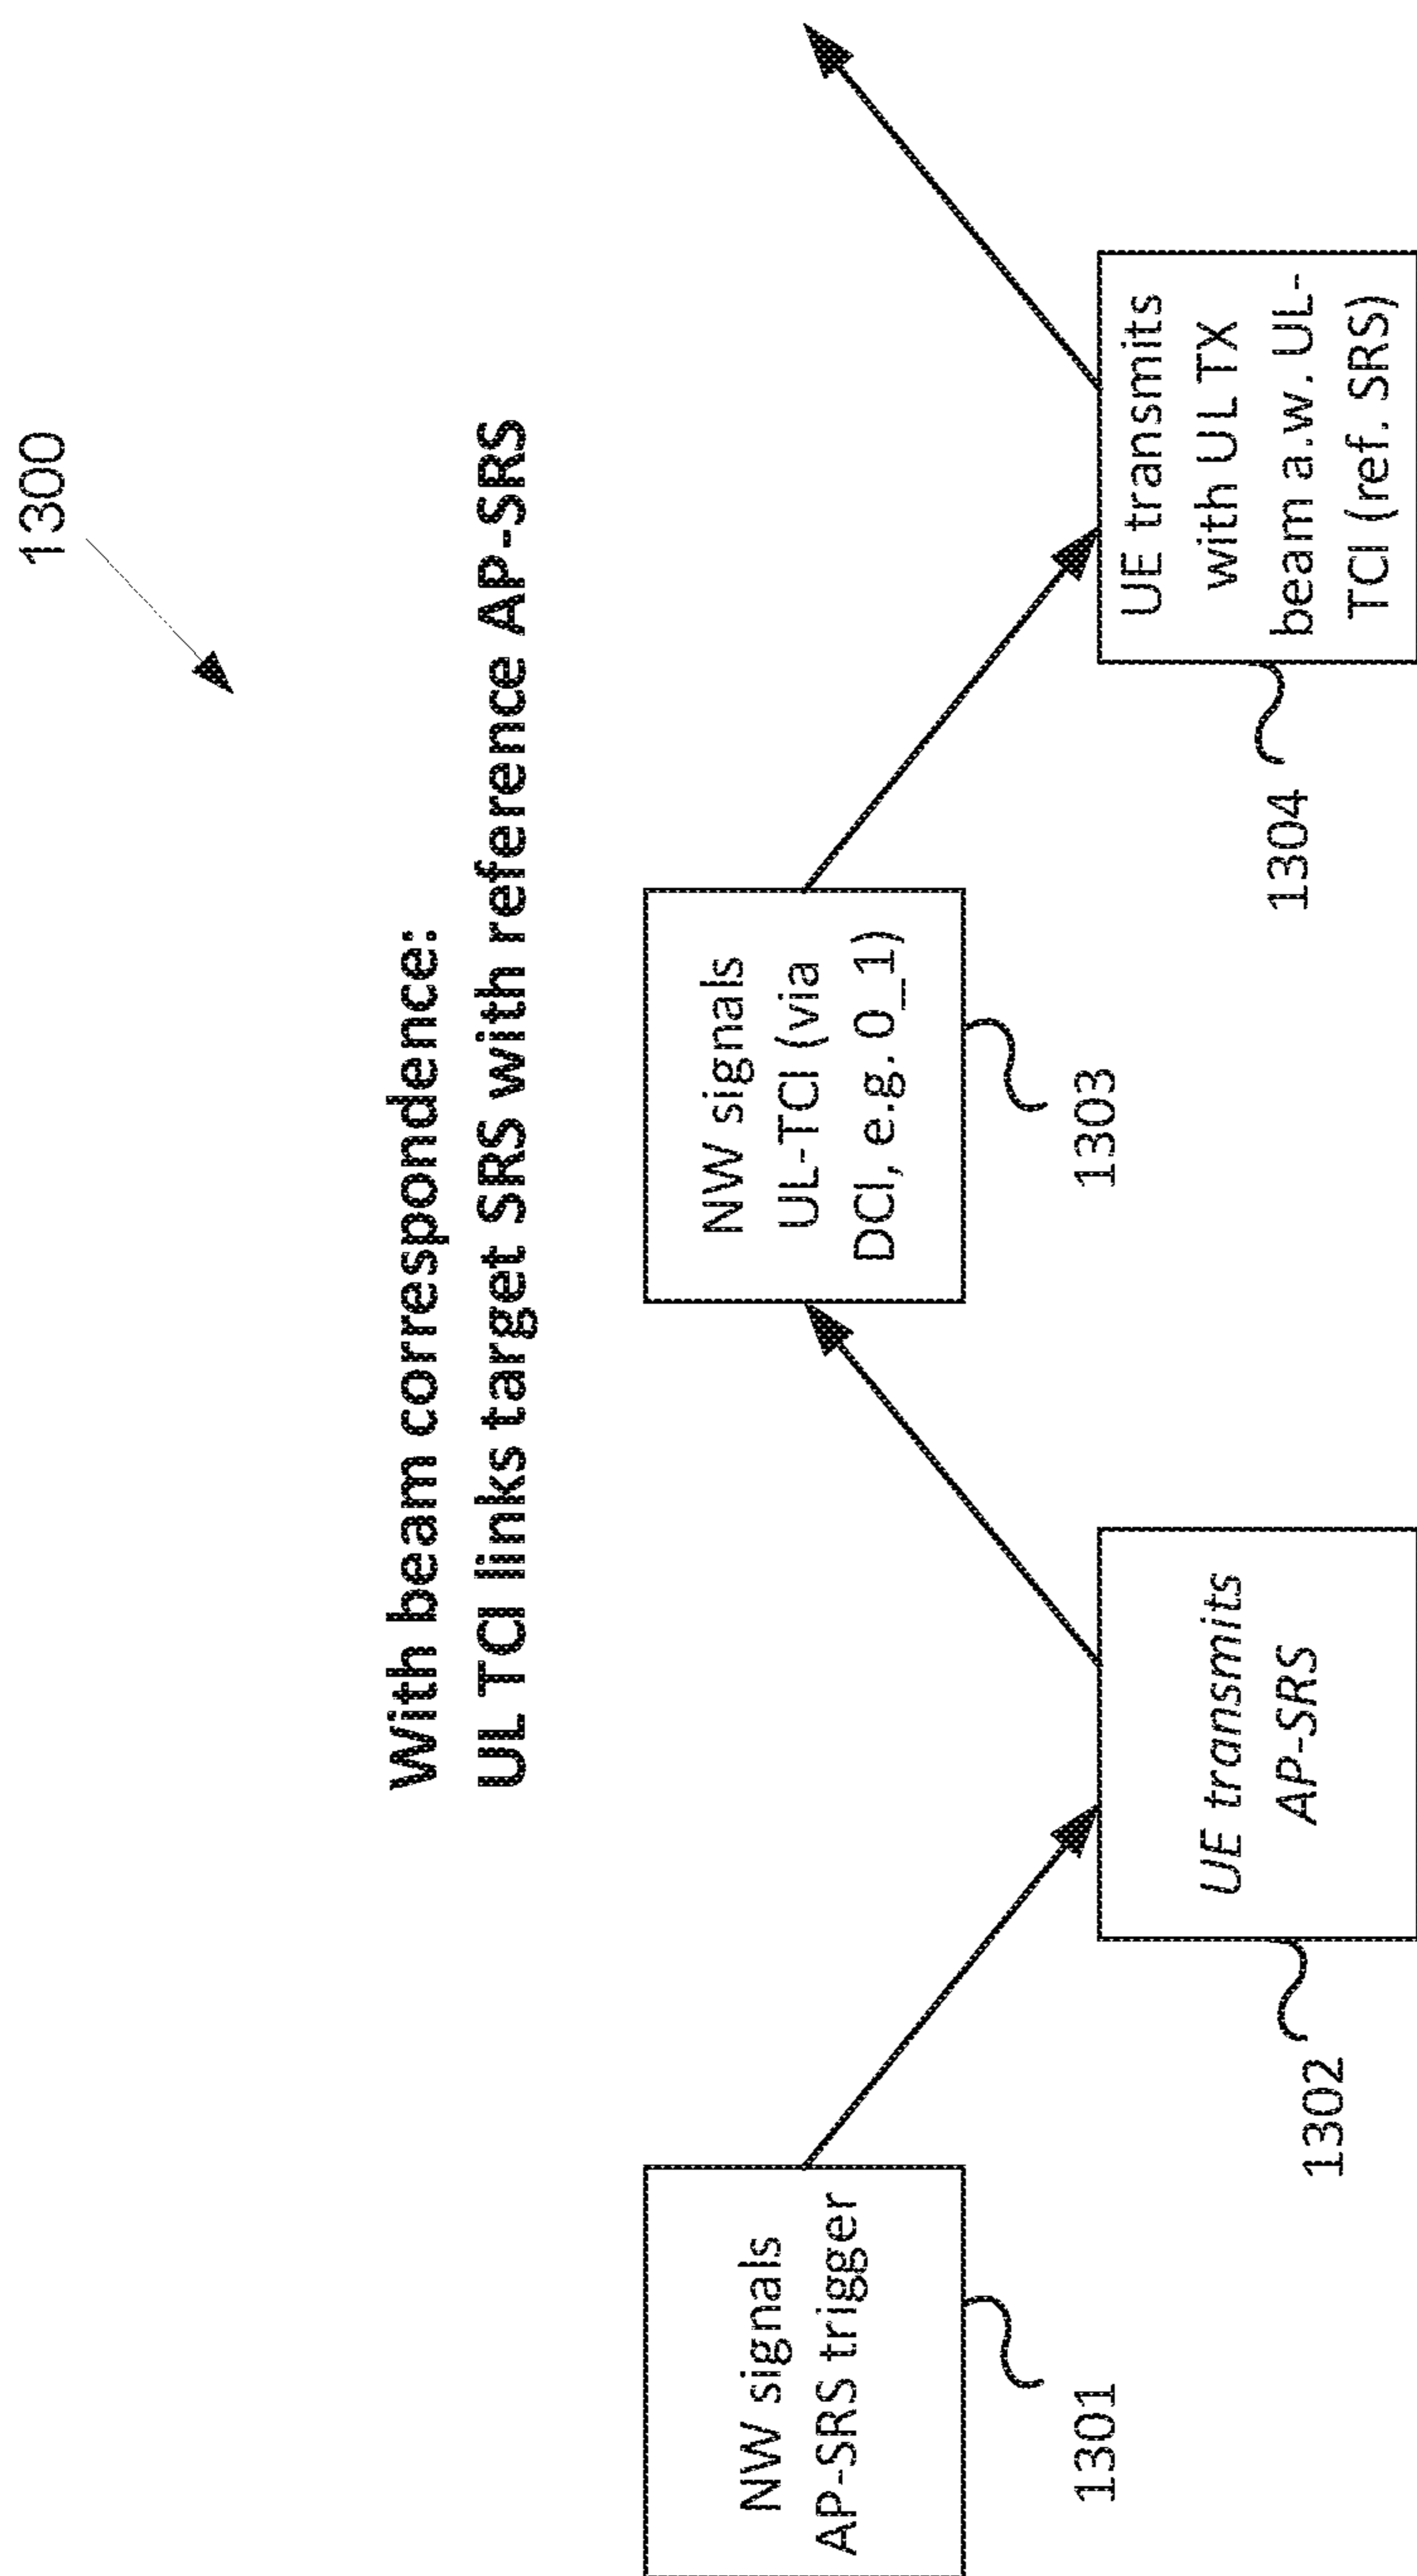 1300
With beam correspondence:
UL TCI links target SRS with reference AP-SRS
NW signals
AP-SRS trigger
1301
UE transmits
AP-SRS
1302
NW signals
UL-TCI (via
DCI, e.g. 0_1)
1303
UE transmits
with UL TX
beam a.w. UL-
TCI (ref. SRS)
1304